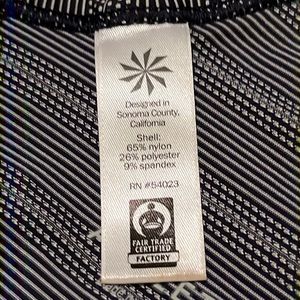 Designed in
Sonoma County,
California
Shell:
65% nylon
26% polyester
9% spandex
RN #54023
FAIR TRADE
CERTIFIED
FACTORY